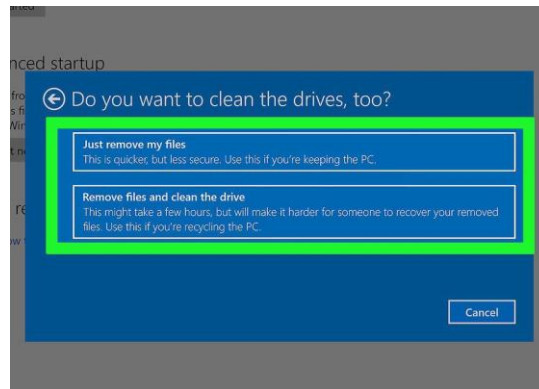 nced startup
Do you want to clean the drives, too?
Just remove my files
This is quicker, but less secure. Use this if you're keeping the PC.
Remove files and clean the drive
This might take a few hours, but will make it harder for someone to recover your removed
files. Use this if you're recycling the PC.
Cancel